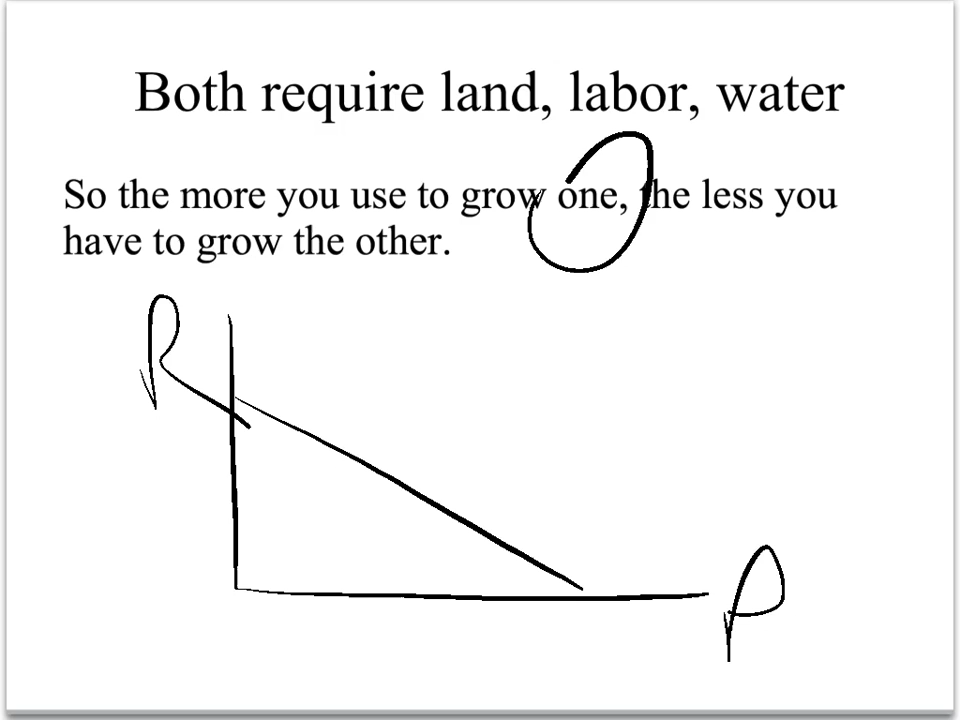 Both require land, labor, water
So the more you use to grow one, the less you
have to grow the other.
R
P